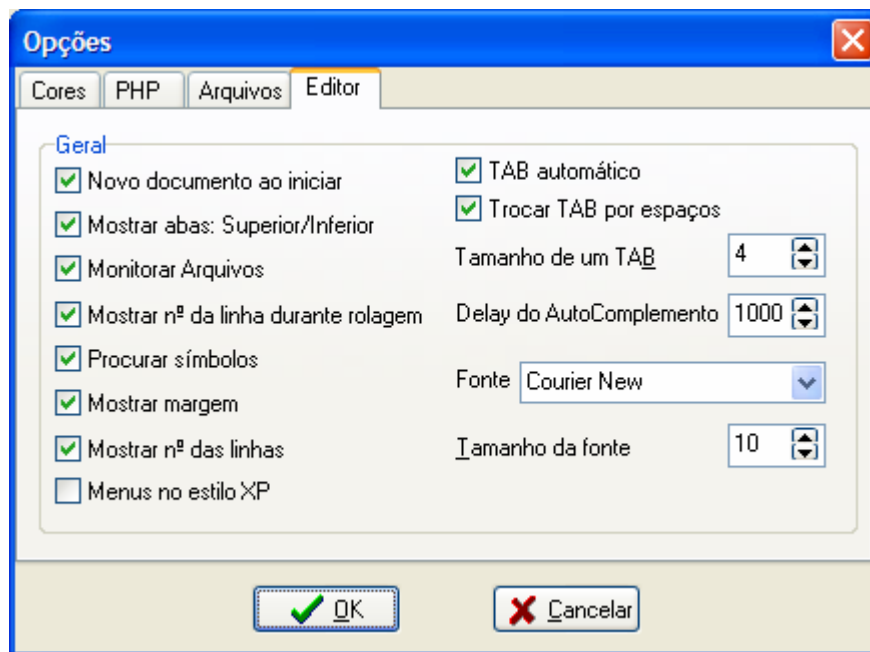 Opções
Cores PHP Arquivos Editor
Geral
Novo documento ao iniciar
Mostrar abas: Superior/Inferior
Monitorar Arquivos
Mostrar nº da linha durante rolagem
Procurar símbolos
Mostrar margem
Mostrar nº das linhas
Menus no estilo XP
TAB automático
Trocar TAB por espaços
Tamanho de um TAB 4
Delay do AutoComplemento 1000
Fonte Courier New
Tamanho da fonte 10
OK Cancelar